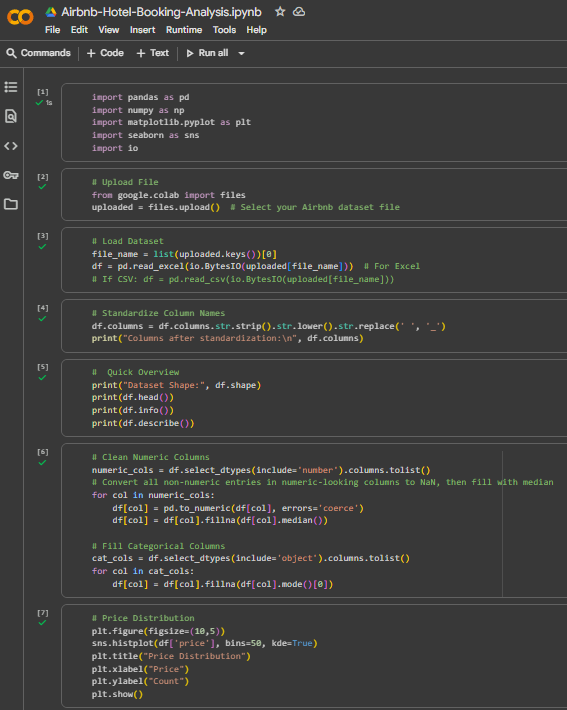 Airbnb-Hotel-Booking-Analysis.ipynb
File Edit View Insert Runtime Tools Help
Commands + Code + Text Run all
[1]
1s
import pandas as pd
import numpy as np
import matplotlib.pyplot as plt
import seaborn as sns
import io
[2]
# Upload File
from google.colab import files
uploaded = files.upload()  # Select your Airbnb dataset file
[3]
# Load Dataset
file_name = list(uploaded.keys())[0]
df = pd.read_excel(io.BytesIO(uploaded[file_name]))  # For Excel
# If CSV: df = pd.read_csv(io.BytesIO(uploaded[file_name]))
[4]
# Standardize Column Names
df.columns = df.columns.str.strip().str.lower().str.replace(' ', '_')
print("Columns after standardization:\n", df.columns)
[5]
#  Quick Overview
print("Dataset Shape:", df.shape)
print(df.head())
print(df.info())
print(df.describe())
[6]
# Clean Numeric Columns
numeric_cols = df.select_dtypes(include='number').columns.tolist()
# Convert all non-numeric entries in numeric-looking columns to NaN, then fill with median
for col in numeric_cols:
    df[col] = pd.to_numeric(df[col], errors='coerce')
    df[col] = df[col].fillna(df[col].median())
# Fill Categorical Columns
cat_cols = df.select_dtypes(include='object').columns.tolist()
for col in cat_cols:
    df[col] = df[col].fillna(df[col].mode()[0])
[7]
# Price Distribution
plt.figure(figsize=(10,5))
sns.histplot(df['price'], bins=50, kde=True)
plt.title("Price Distribution")
plt.xlabel("Price")
plt.ylabel("Count")
plt.show()